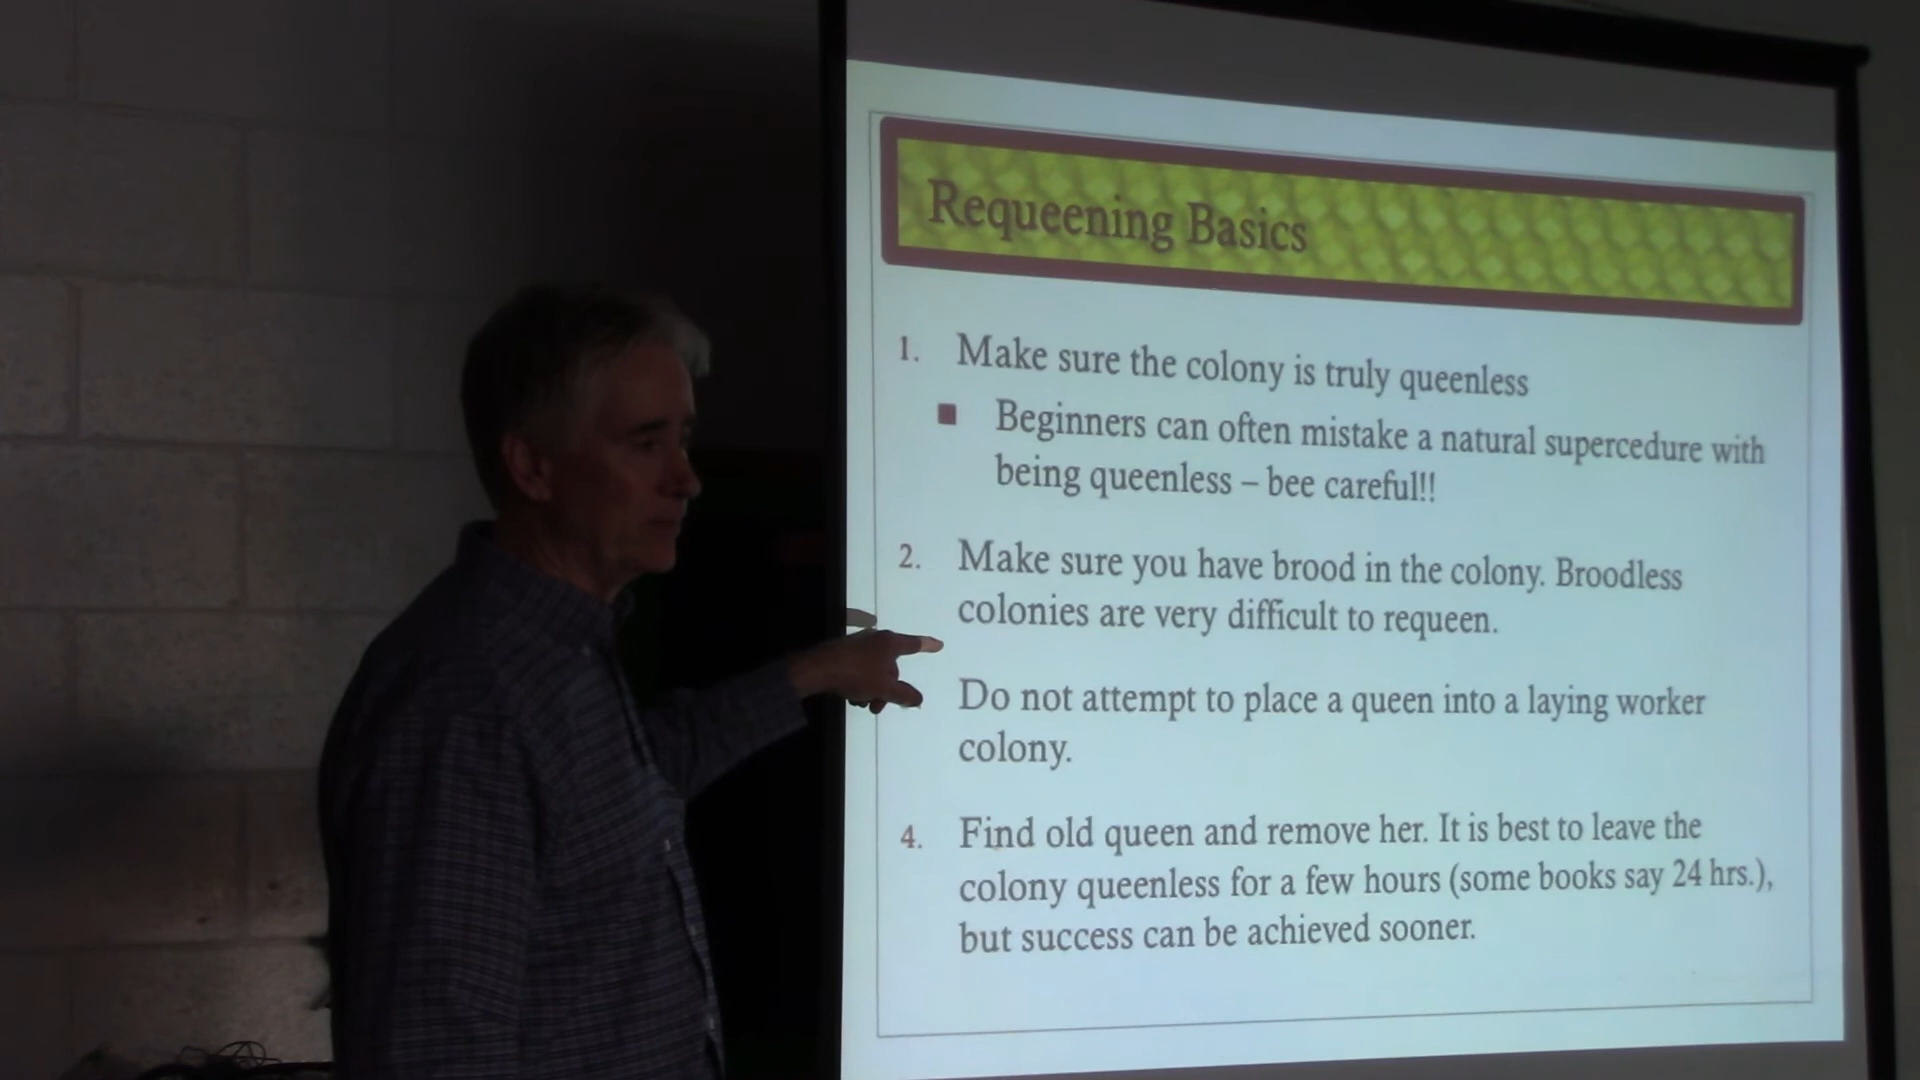 Requeening Basics
1. Make sure the colony is truly queenless
Beginners can often mistake a natural supercedure with
being queenless – bee careful!!
2. Make sure you have brood in the colony. Broodless
colonies are very difficult to requeen.
Do not attempt to place a queen into a laying worker
colony.
4. Find old queen and remove her. It is best to leave the
colony queenless for a few hours (some books say 24 hrs.),
but success can be achieved sooner.